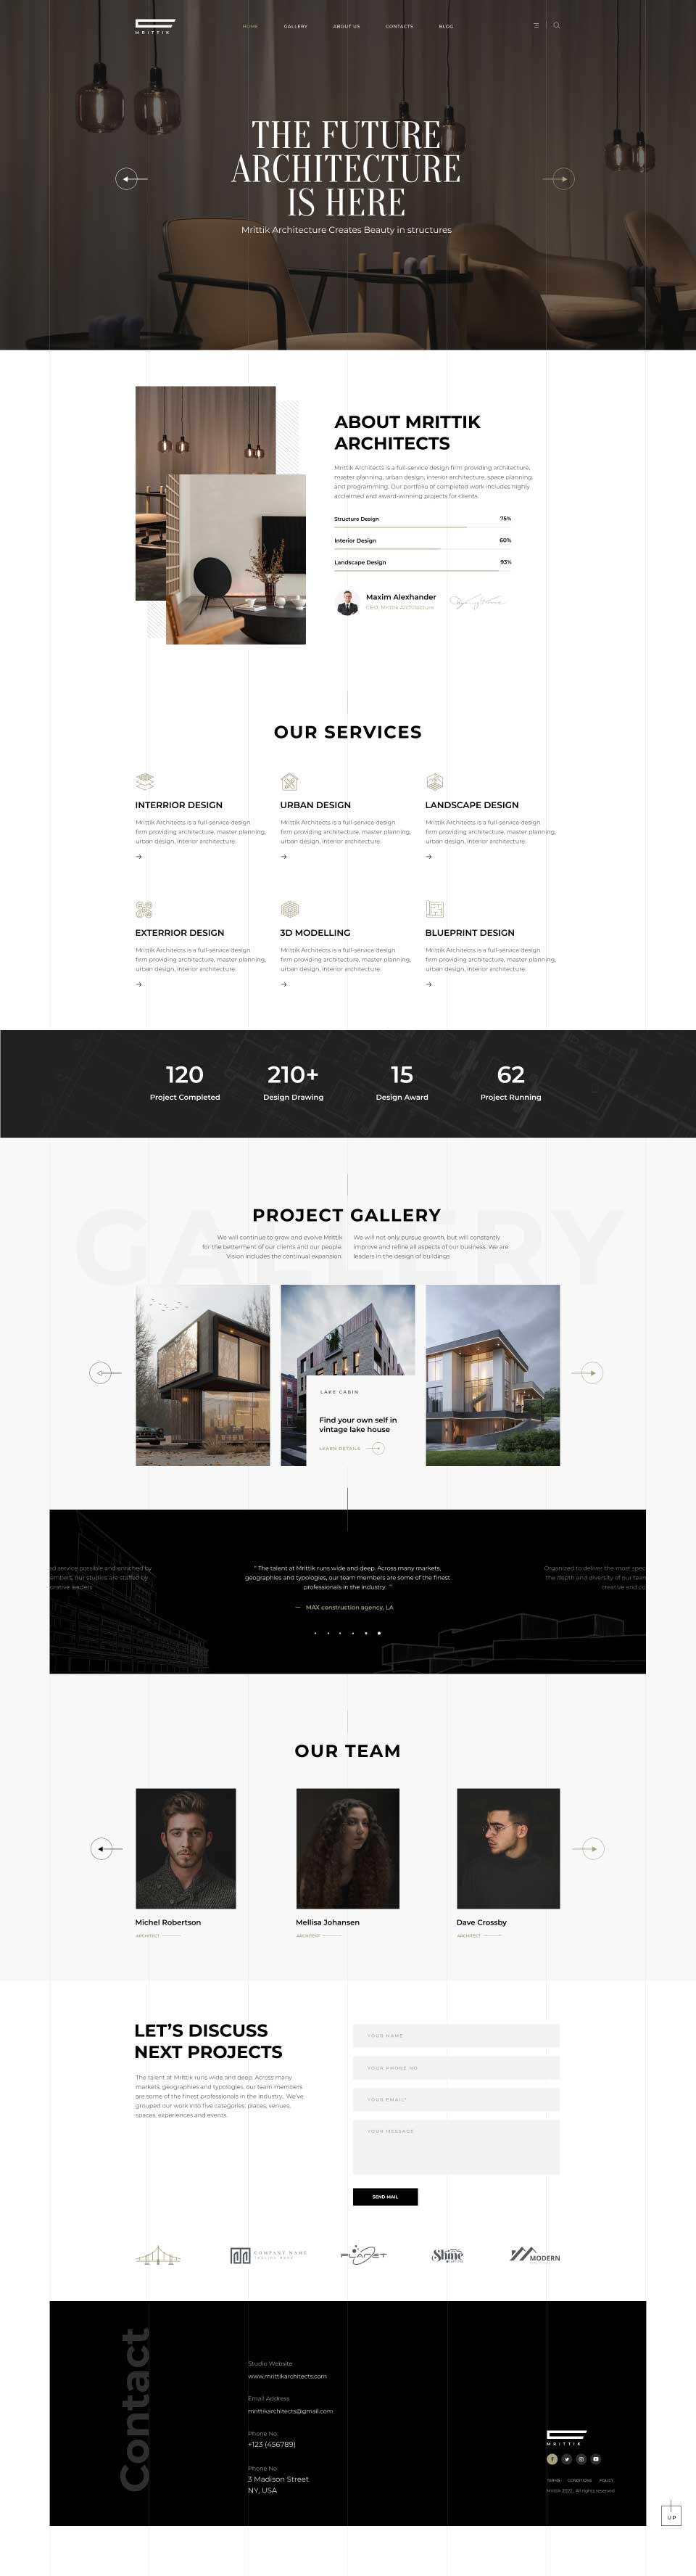 MRITTIK
HOME GALLERY ABOUT US CONTACTS BLOG
THE FUTURE
ARCHITECTURE
IS HERE
Mrittik Architecture Creates Beauty in structures
ABOUT MRITTIK
ARCHITECTS
Mrittik Architects is a full-service design firm providing architecture,
master planning, urban design, interior architecture, space planning
and programming. Our portfolio of completed work includes highly
acclaimed and award-winning projects for clients.
Structure Design 75%
Interior Design 60%
Landscape Design 93%
Maxim Alexhander
CEO, Mrittik Architecture
OUR SERVICES
INTERRIOR DESIGN
Mrittik Architects is a full-service design
firm providing architecture, master planning,
urban design, interior architecture.
URBAN DESIGN
Mrittik Architects is a full-service design
firm providing architecture, master planning,
urban design, interior architecture.
LANDSCAPE DESIGN
Mrittik Architects is a full-service design
firm providing architecture, master planning,
urban design, interior architecture.
EXTERRIOR DESIGN
Mrittik Architects is a full-service design
firm providing architecture, master planning,
urban design, interior architecture.
3D MODELLING
Mrittik Architects is a full-service design
firm providing architecture, master planning,
urban design, interior architecture.
BLUEPRINT DESIGN
Mrittik Architects is a full-service design
firm providing architecture, master planning,
urban design, interior architecture.
120 210+ 15 62
Project Completed Design Drawing Design Award Project Running
GALLERY
PROJECT GALLERY
We will continue to grow and evolve Mrittik
for the betterment of our clients and our people.
Vision includes the continual expansion.
We will not only pursue growth, but will constantly
improve and refine all aspects of our business. We are
leaders in the design of buildings
LAKE CABIN
Find your own self in
vintage lake house
LEARN DETAILS
service possible and enriched by
our studios are staffed by
leaders
" The talent at Mrittik runs wide and deep. Across many markets,
geographies and typologies, our team members are some of the finest
professionals in the industry. "
— MAX construction agency, LA
Organized to deliver the most spec
the depth and diversity of our tean
creative and co
OUR TEAM
Michel Robertson
ARCHITECT
Mellisa Johansen
ARCHITECT
Dave Crossby
ARCHITECT
LET'S DISCUSS
NEXT PROJECTS
The talent at Mrittik runs wide and deep. Across many
markets, geographies and typologies, our team members
are some of the finest professionals in the industry.. We've
grouped our work into five categories: places, venues,
spaces, experiences and events.
YOUR NAME
YOUR PHONE NO
YOUR EMAIL*
YOUR MESSAGE
SEND MAIL
COMPANY NAME
PLANET
Shine
MODERN
Contact
Studio Website
www.mrittikarchitects.com
Email Address
mrittikarchitects@gmail.com
Phone No:
+123 (456789)
Phone No:
3 Madison Street
NY, USA
MRITTIK
TERMS CONDITIONS POLICY
Mrittik 2022. All rights reserved
UP